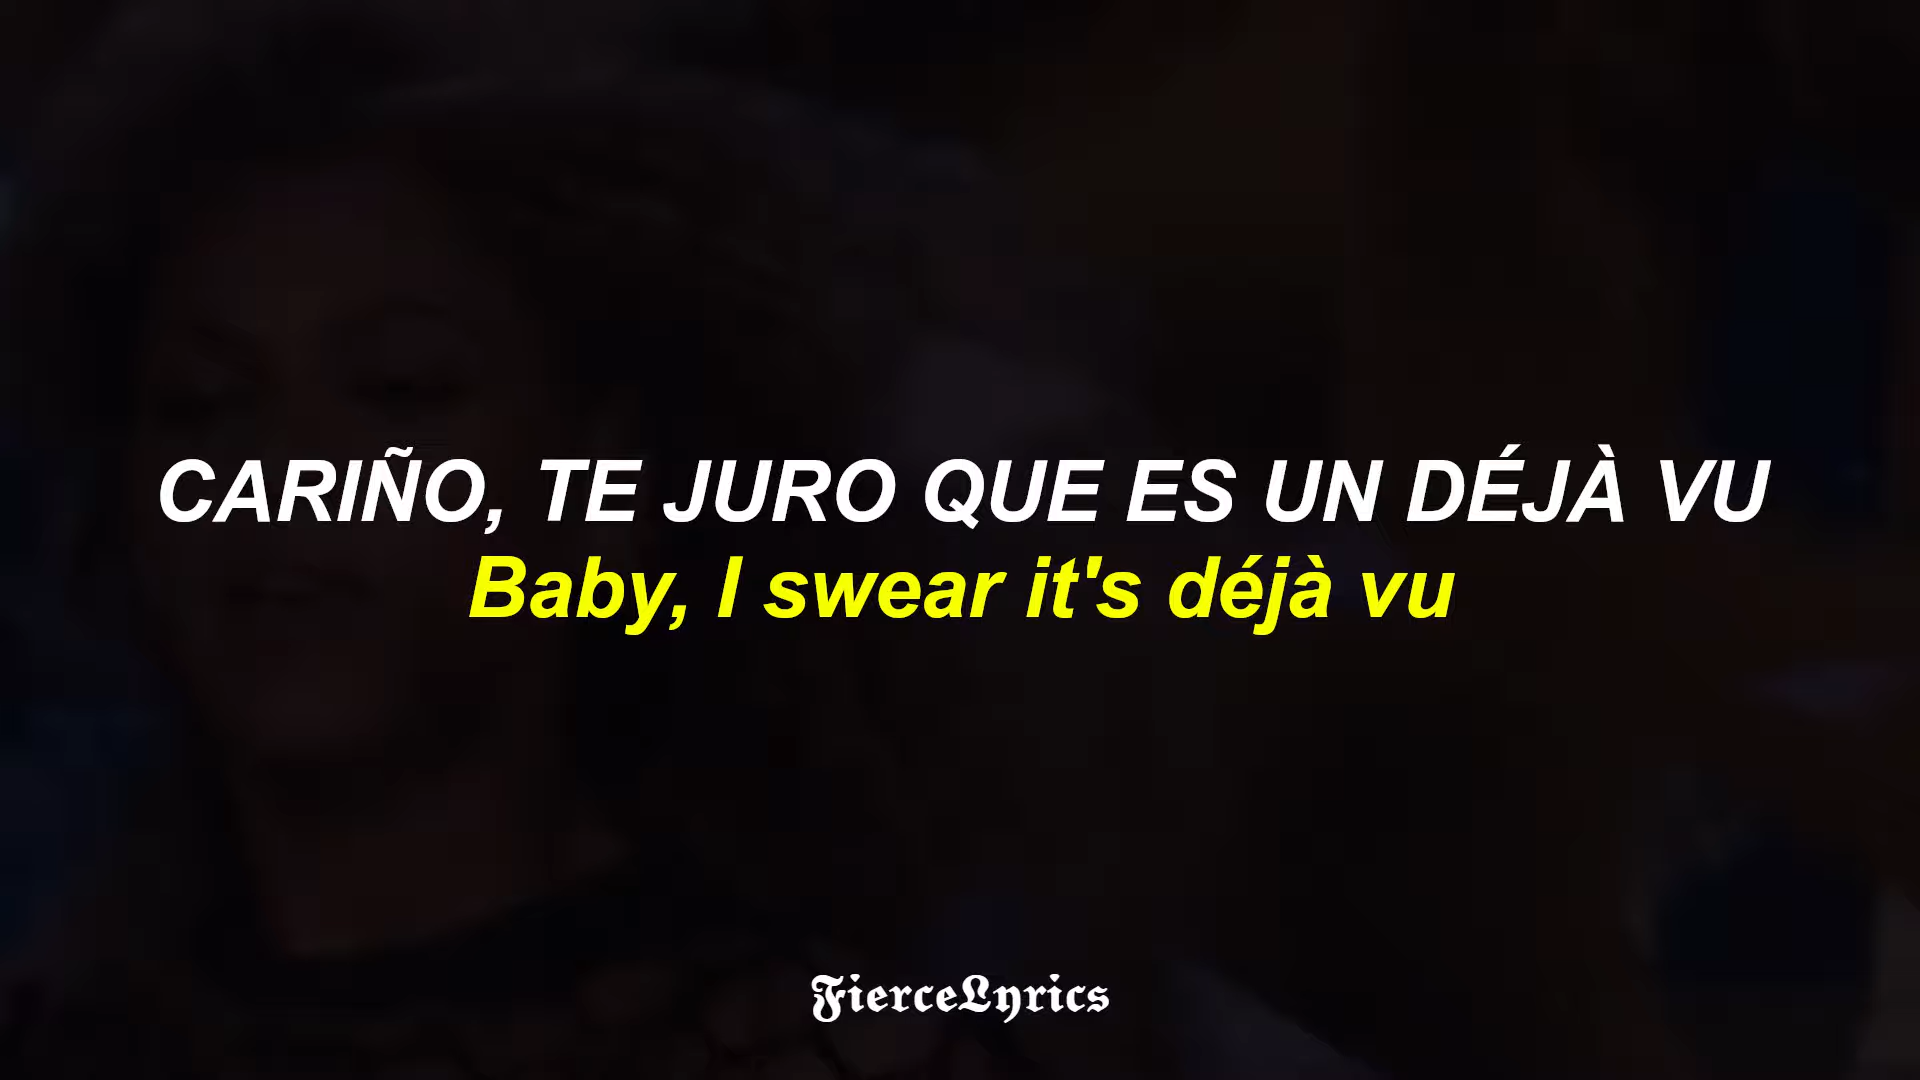 CARIÑO, TE JURO QUE ES UN DÉJÀ VU
Baby, I swear it's déjà vu
FierceLyrics